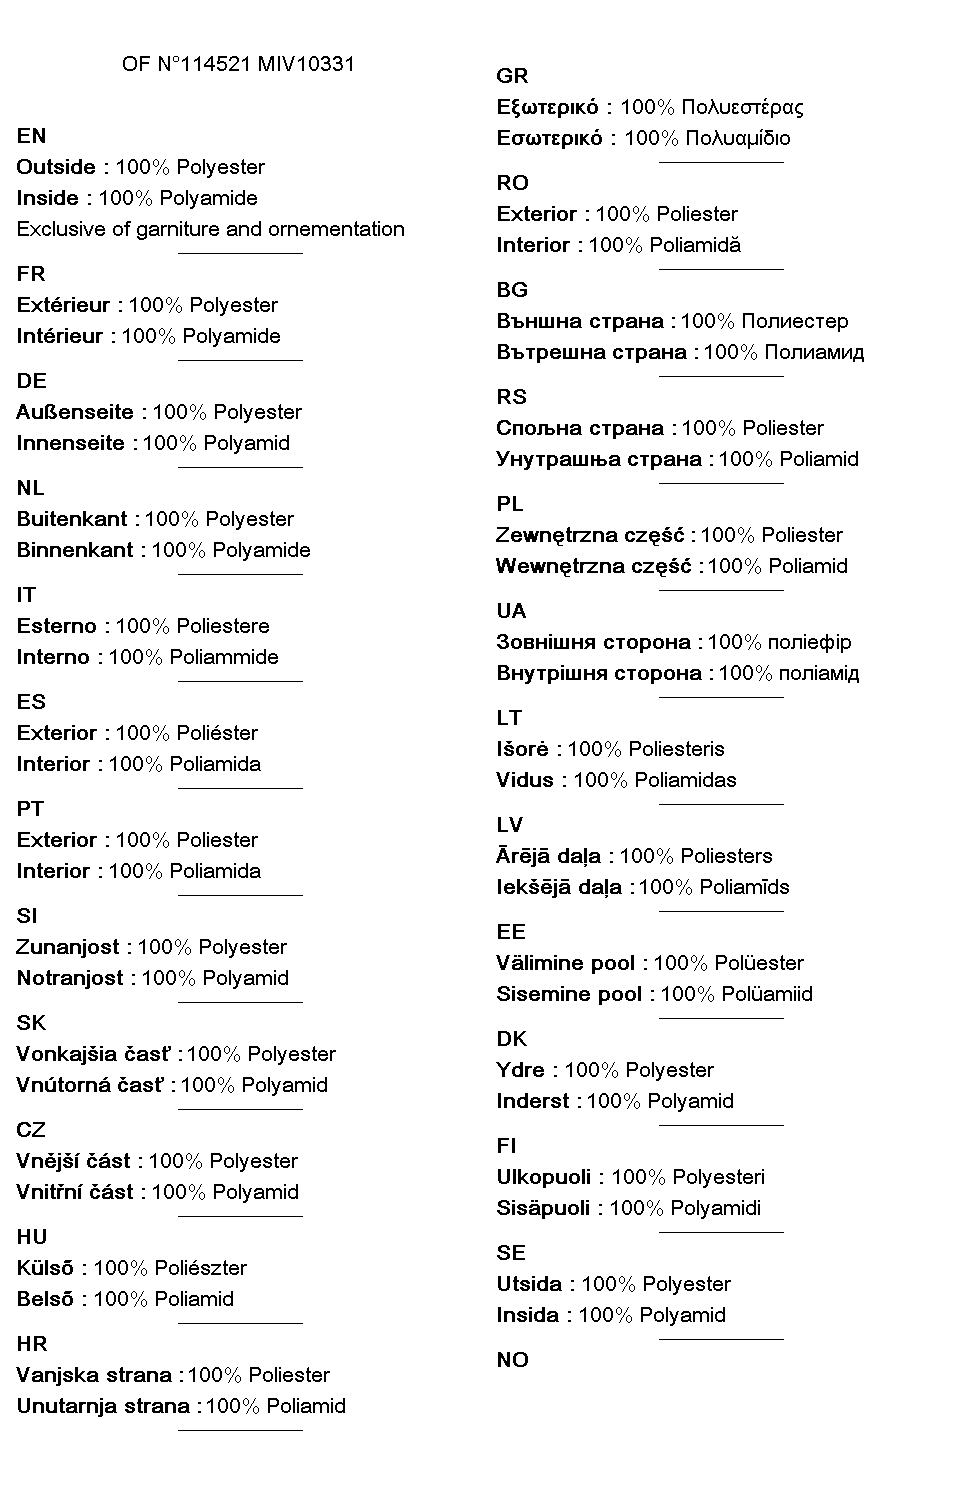 OF N°114521 MIV10331
EN
Outside : 100% Polyester
Inside : 100% Polyamide
Exclusive of garniture and ornementation
FR
Extérieur : 100% Polyester
Intérieur : 100% Polyamide
DE
Außenseite : 100% Polyester
Innenseite : 100% Polyamid
NL
Buitenkant : 100% Polyester
Binnenkant : 100% Polyamide
IT
Esterno : 100% Poliestere
Interno : 100% Poliammide
ES
Exterior : 100% Poliéster
Interior : 100% Poliamida
PT
Exterior : 100% Poliester
Interior : 100% Poliamida
SI
Zunanjost : 100% Polyester
Notranjost : 100% Polyamid
SK
Vonkajšia časť : 100% Polyester
Vnútorná časť : 100% Polyamid
CZ
Vnější část : 100% Polyester
Vnitřní část : 100% Polyamid
HU
Külsõ : 100% Poliészter
Belsõ : 100% Poliamid
HR
Vanjska strana : 100% Poliester
Unutarnja strana : 100% Poliamid
GR
Εξωτερικό : 100% Πολυεστέρας
Εσωτερικό : 100% Πολυαμίδιο
RO
Exterior : 100% Poliester
Interior : 100% Poliamidă
BG
Външна страна : 100% Полиестер
Вътрешна страна : 100% Полиамид
RS
Спољна страна : 100% Poliester
Унутрашња страна : 100% Poliamid
PL
Zewnętrzna część : 100% Poliester
Wewnętrzna część : 100% Poliamid
UA
Зовнішня сторона : 100% поліефір
Внутрішня сторона : 100% поліамід
LT
Išorė : 100% Poliesteris
Vidus : 100% Poliamidas
LV
Ārējā daļa : 100% Poliesters
Iekšējā daļa : 100% Poliamīds
EE
Välimine pool : 100% Polüester
Sisemine pool : 100% Polüamiid
DK
Ydre : 100% Polyester
Inderst : 100% Polyamid
FI
Ulkopuoli : 100% Polyesteri
Sisäpuoli : 100% Polyamidi
SE
Utsida : 100% Polyester
Insida : 100% Polyamid
NO